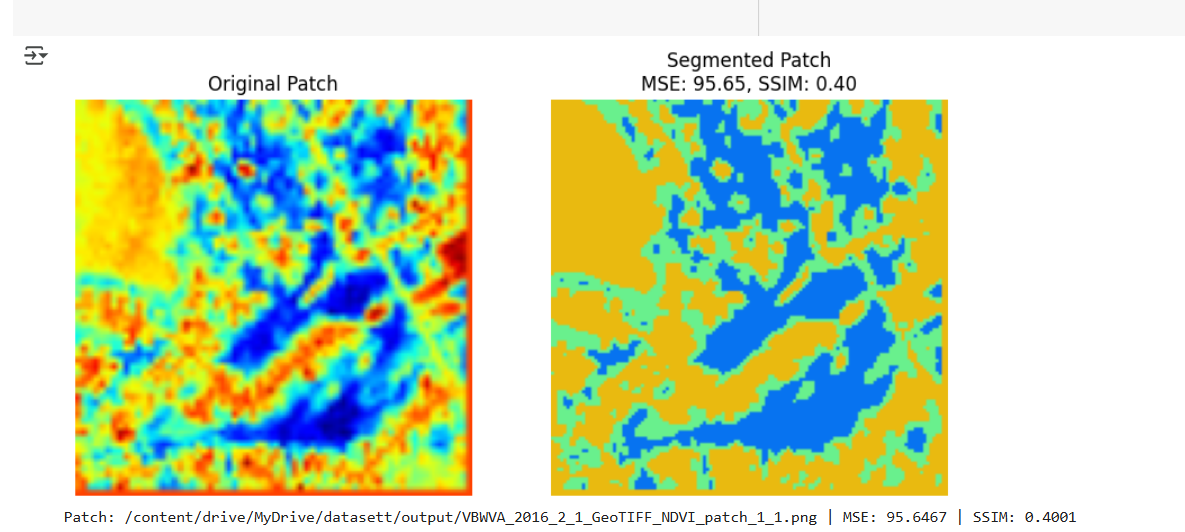 Original Patch
Segmented Patch
MSE: 95.65, SSIM: 0.40
Patch: /content/drive/MyDrive/datasett/output/VBWVA_2016_2_1_GeoTIFF_NDVI_patch_1_1.png | MSE: 95.6467 | SSIM: 0.4001